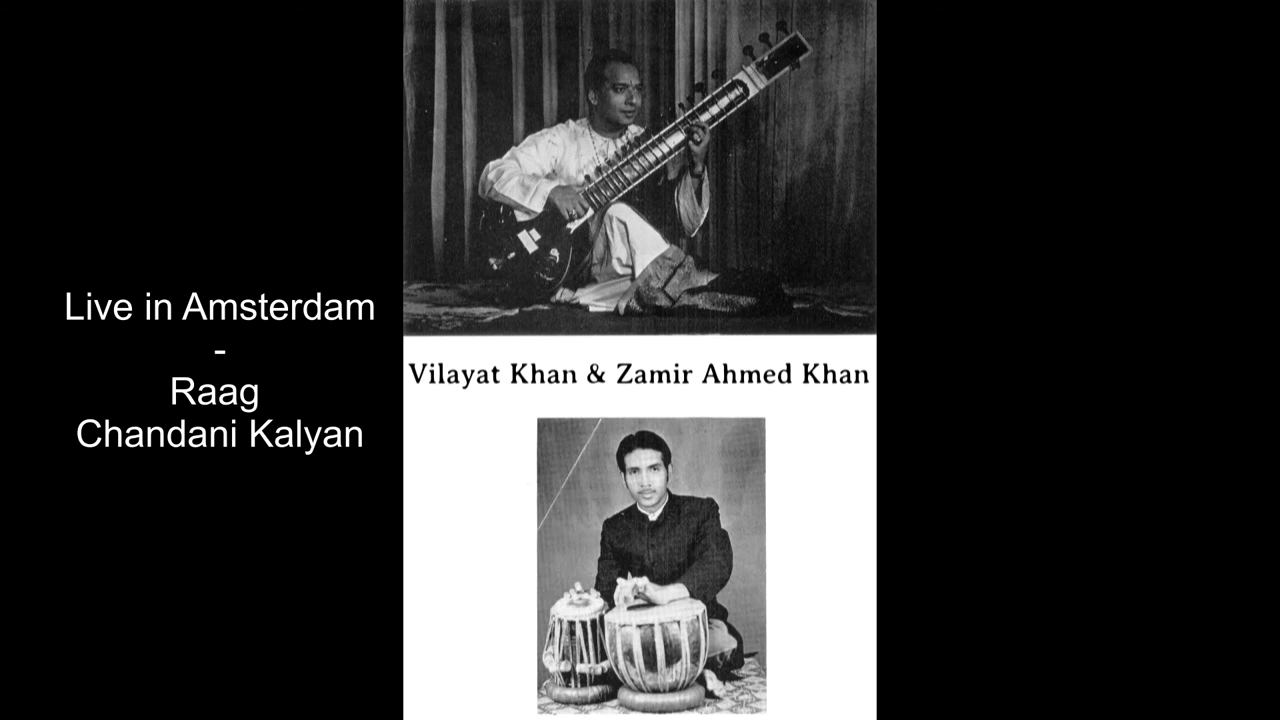 Live in Amsterdam
-
Raag
Chandani Kalyan
Vilayat Khan & Zamir Ahmed Khan